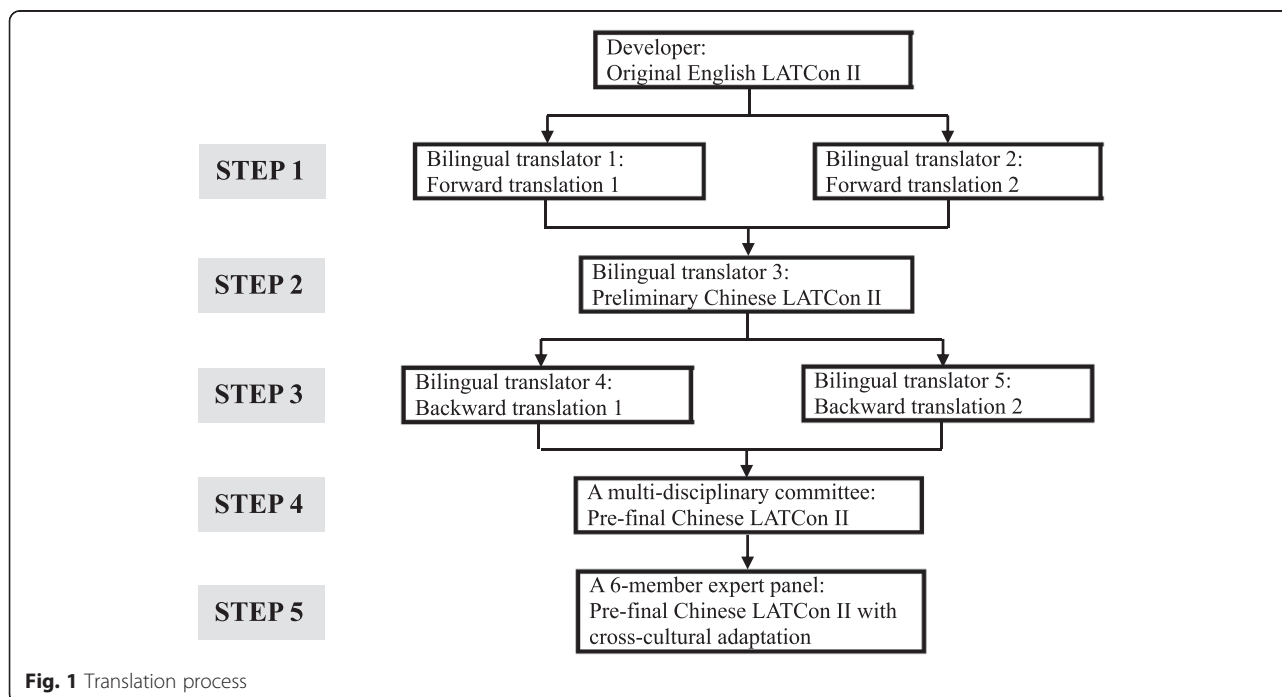 Developer:
Original English LATCon II
STEP 1
Bilingual translator 1:
Forward translation 1
Bilingual translator 2:
Forward translation 2
STEP 2
Bilingual translator 3:
Preliminary Chinese LATCon II
STEP 3
Bilingual translator 4:
Backward translation 1
Bilingual translator 5:
Backward translation 2
STEP 4
A multi-disciplinary committee:
Pre-final Chinese LATCon II
STEP 5
A 6-member expert panel:
Pre-final Chinese LATCon II with
cross-cultural adaptation
Fig. 1 Translation process